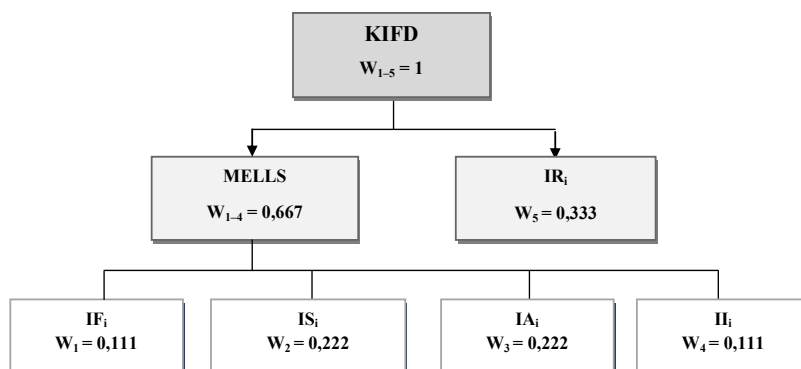 KIFD
W₁₋₅ = 1
MELLS
W₁₋₄ = 0,667
IRᵢ
W₅ = 0,333
IFᵢ
W₁ = 0,111
ISᵢ
W₂ = 0,222
IAᵢ
W₃ = 0,222
IIᵢ
W₄ = 0,111